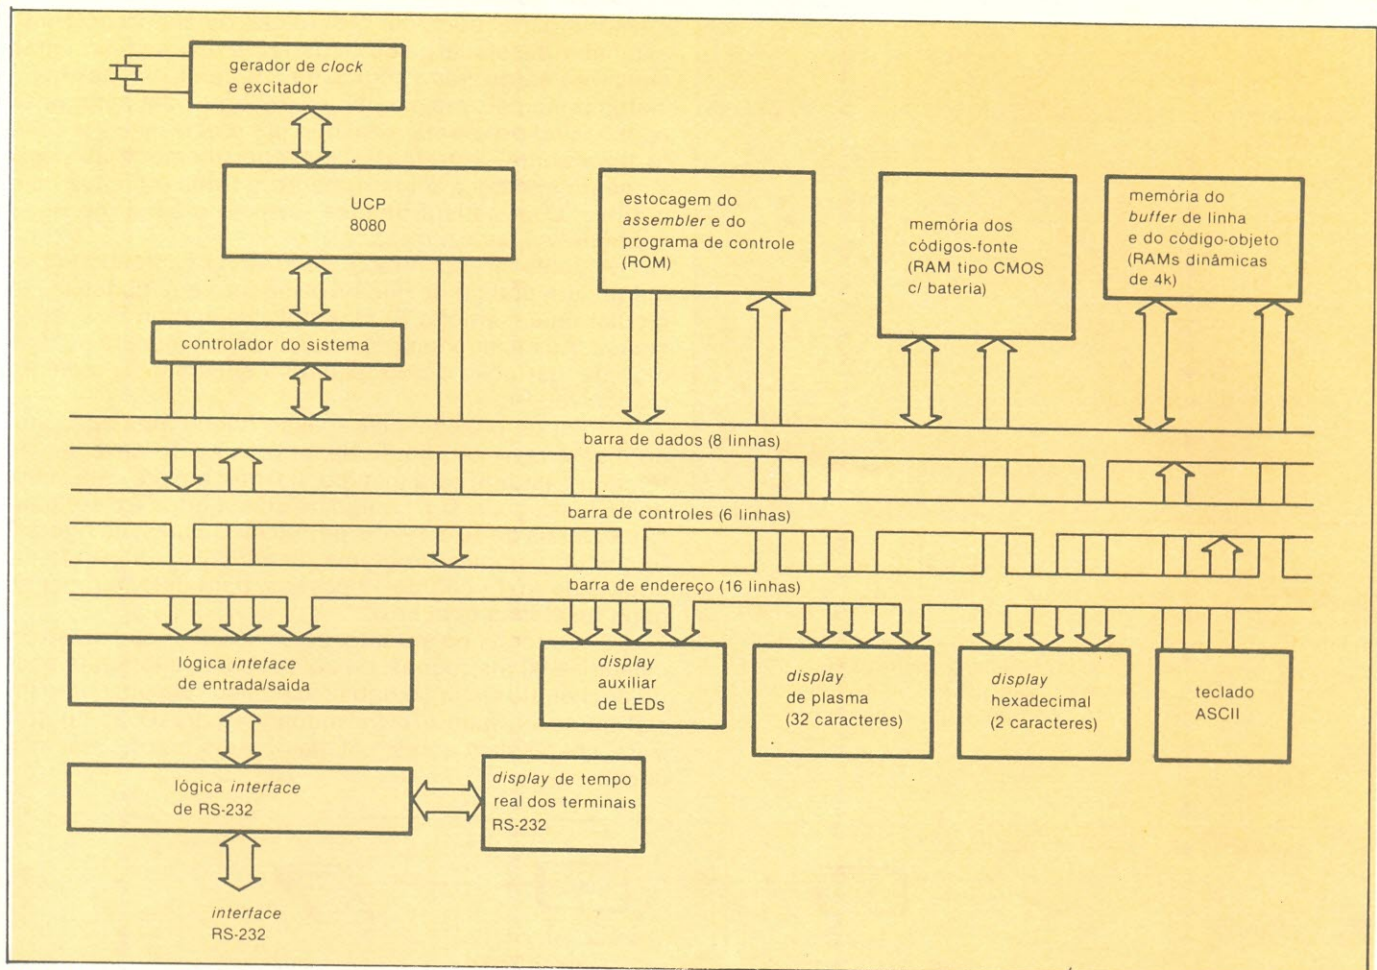 gerador de clock
e excitador
UCP
8080
controlador do sistema
estocagem do
assembler e do
programa de controle
(ROM)
memória dos
códigos-fonte
(RAM tipo CMOS
c/ bateria)
memória do
buffer de linha
e do código-objeto
(RAMs dinâmicas
de 4k)
barra de dados (8 linhas)
barra de controles (6 linhas)
barra de endereço (16 linhas)
lógica inteface
de entrada/saída
display
auxiliar
de LEDs
display
de plasma
(32 caracteres)
display
hexadecimal
(2 caracteres)
teclado
ASCII
lógica interface
de RS-232
display de tempo
real dos terminais
RS-232
interface
RS-232